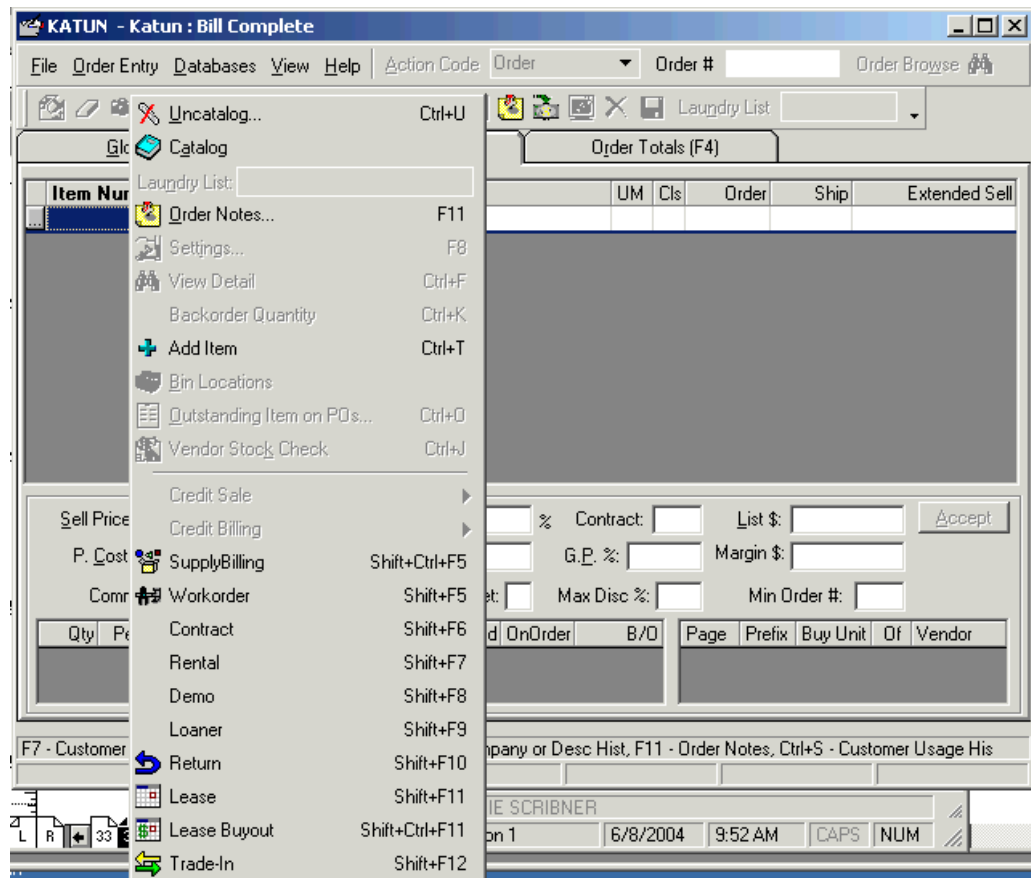 KATUN - Katun : Bill Complete
File Order Entry Databases View Help Action Code Order Order # Order Browse
Laundry List
Order Totals (F4)
Uncatalog... Ctrl+U
Catalog
Laundry List:
Order Notes... F11
Settings... F8
View Detail Ctrl+F
Backorder Quantity Ctrl+K
Add Item Ctrl+T
Bin Locations
Outstanding Item on POs... Ctrl+O
Vendor Stock Check Ctrl+J
Credit Sale
Credit Billing
SupplyBilling Shift+Ctrl+F5
Workorder Shift+F5
Contract Shift+F6
Rental Shift+F7
Demo Shift+F8
Loaner Shift+F9
Return Shift+F10
Lease Shift+F11
Lease Buyout Shift+Ctrl+F11
Trade-In Shift+F12
Item UM Cls Order Ship Extended Sell
Sell Price % Contract: List $: Accept
P. Cost G.P. %: Margin $:
Max Disc %: Min Order #:
Qty OnOrder B/O Page Prefix Buy Unit Of Vendor
F7 - Customer or Desc Hist, F11 - Order Notes, Ctrl+S - Customer Usage His
SCRIBNER
L R 33 1 6/8/2004 9:52 AM CAPS NUM